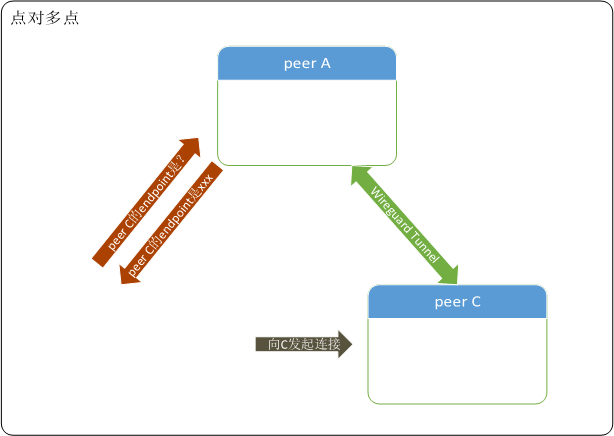 点对多点
peer A
peer C的endpoint是？
peer C的endpoint是xxx
Wireguard Tunnel
peer C
向C发起连接